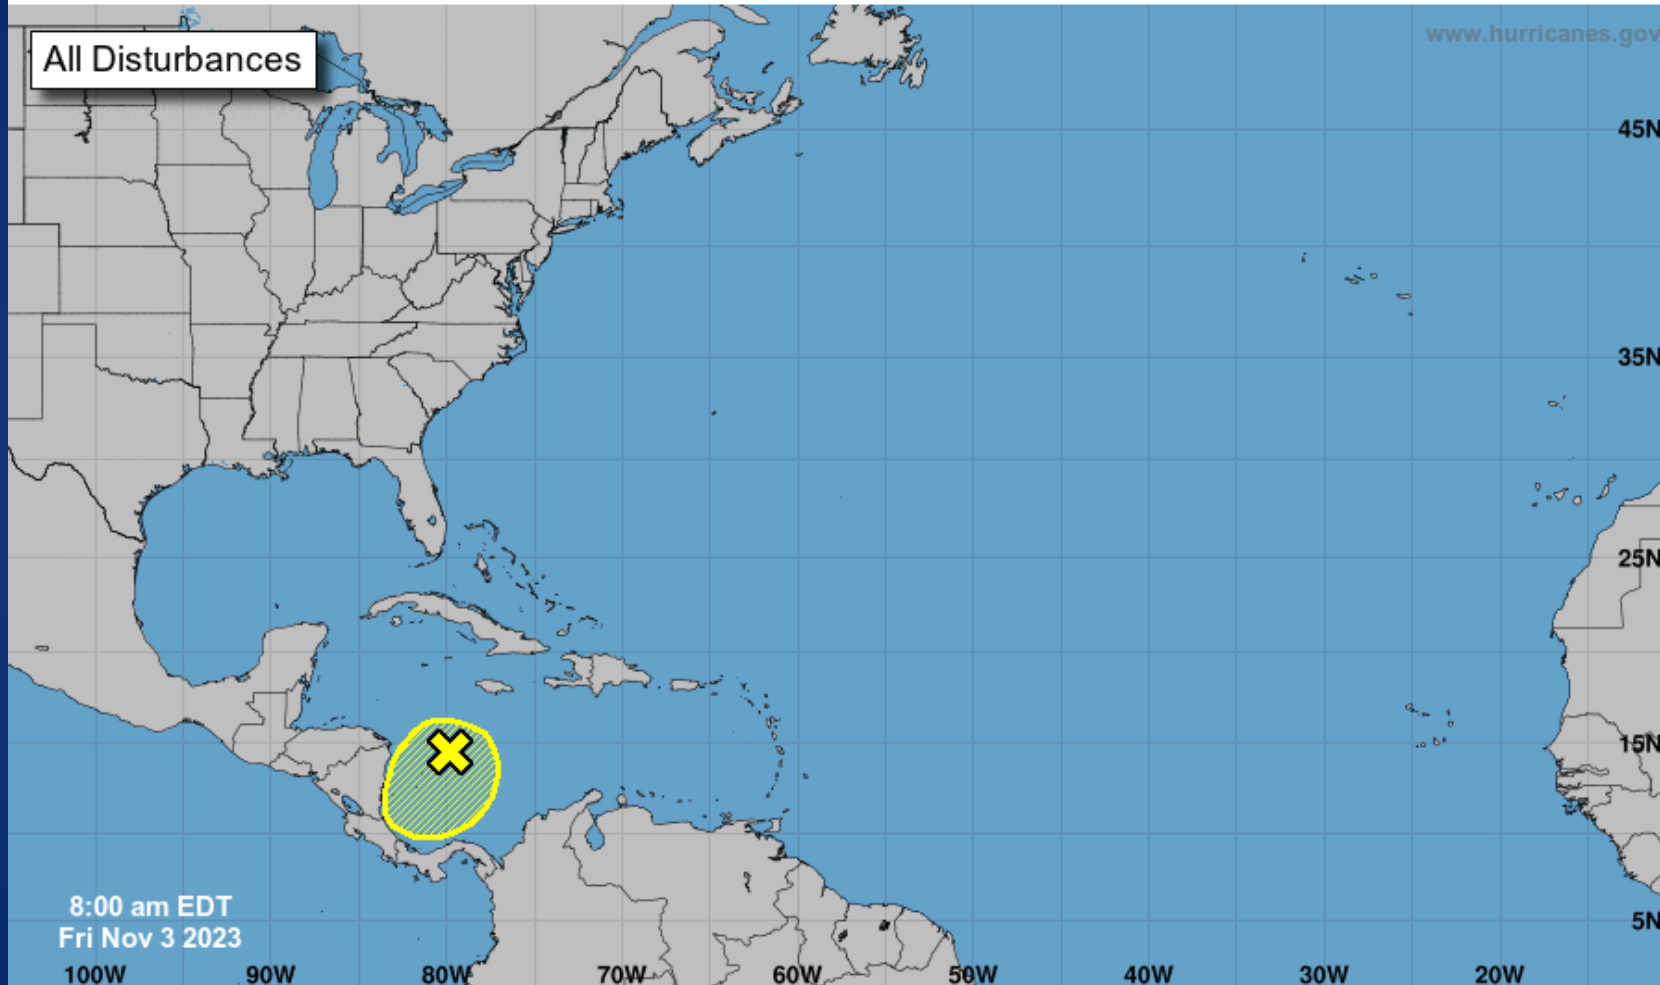 All Disturbances
www.hurricanes.gov
45N
35N
25N
15N
5N
8:00 am EDT
Fri Nov 3 2023
100W 90W 80W 70W 60W 50W 40W 30W 20W